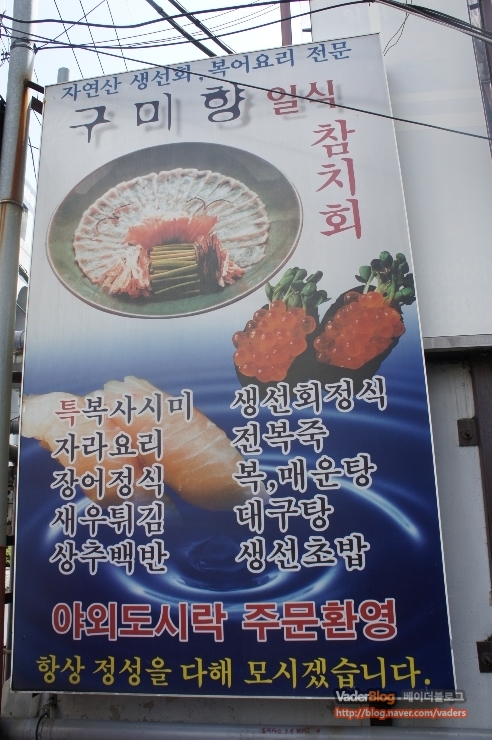 자연산 생선회.복어요리 전문
구미향 일식
참치회
특복사시미 생선회정식
자라요리 전복죽
장어정식 복,매운탕
새우튀김 대구탕
상추백반 생선초밥
야외도시락 주문환영
항상 정성을 다해 모시겠습니다.
VaderBlog - 베이더블로그
http://blog.naver.com/vaders